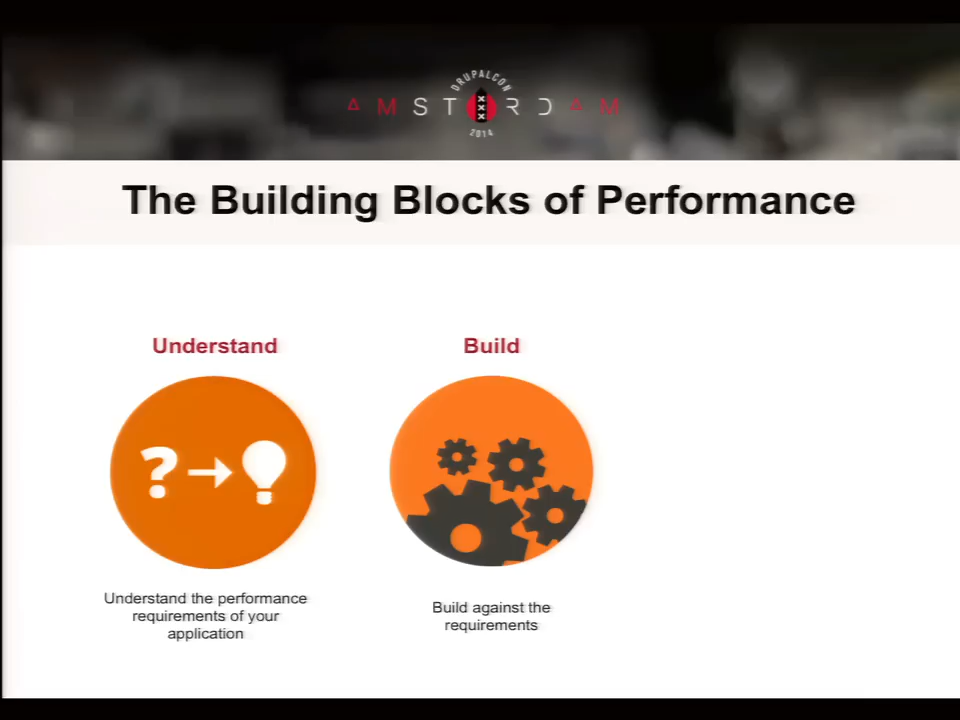 DRUPALCON
AMSTERDAM
2014
The Building Blocks of Performance
Understand
Build
?
Understand the performance
requirements of your
application
Build against the
requirements